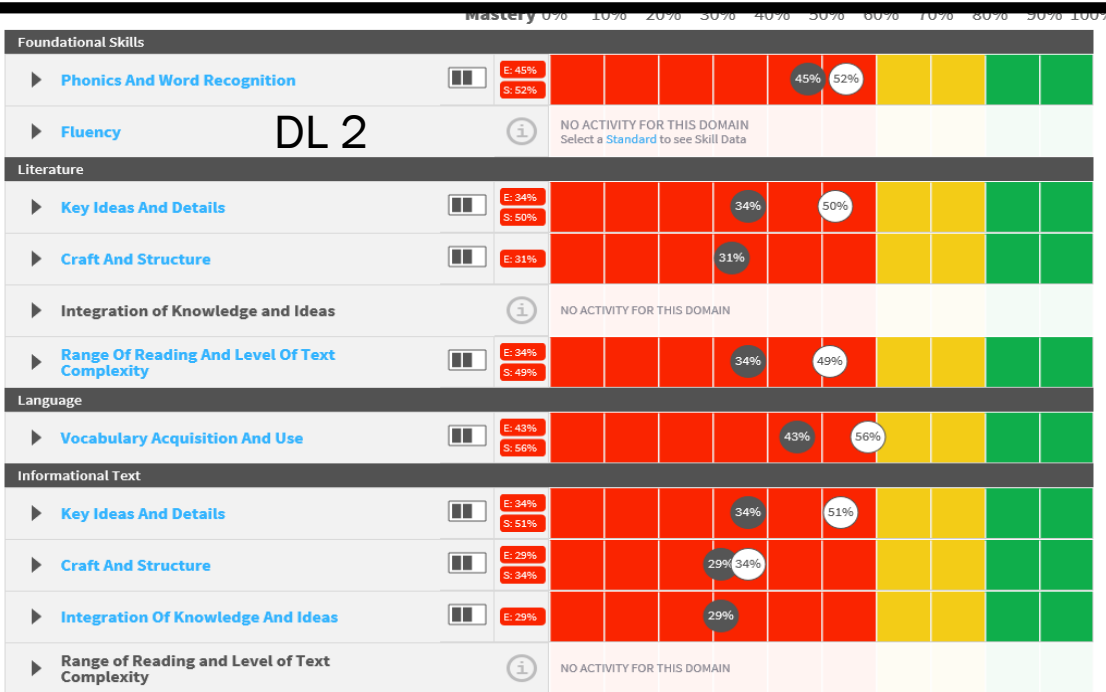 Mastery 0% 10% 20% 30% 40% 50% 60% 70% 80% 90% 100%
Foundational Skills
Phonics And Word Recognition E: 45% S: 52% 45% 52%
Fluency DL 2 i NO ACTIVITY FOR THIS DOMAIN
Select a Standard to see Skill Data
Literature
Key Ideas And Details E: 34% S: 50% 34% 50%
Craft And Structure E: 31% 31%
Integration of Knowledge and Ideas i NO ACTIVITY FOR THIS DOMAIN
Range Of Reading And Level Of Text
Complexity E: 34% S: 49% 34% 49%
Language
Vocabulary Acquisition And Use E: 43% S: 56% 43% 56%
Informational Text
Key Ideas And Details E: 34% S: 51% 34% 51%
Craft And Structure E: 29% S: 34% 29% 34%
Integration Of Knowledge And Ideas E: 29% 29%
Range of Reading and Level of Text
Complexity i NO ACTIVITY FOR THIS DOMAIN